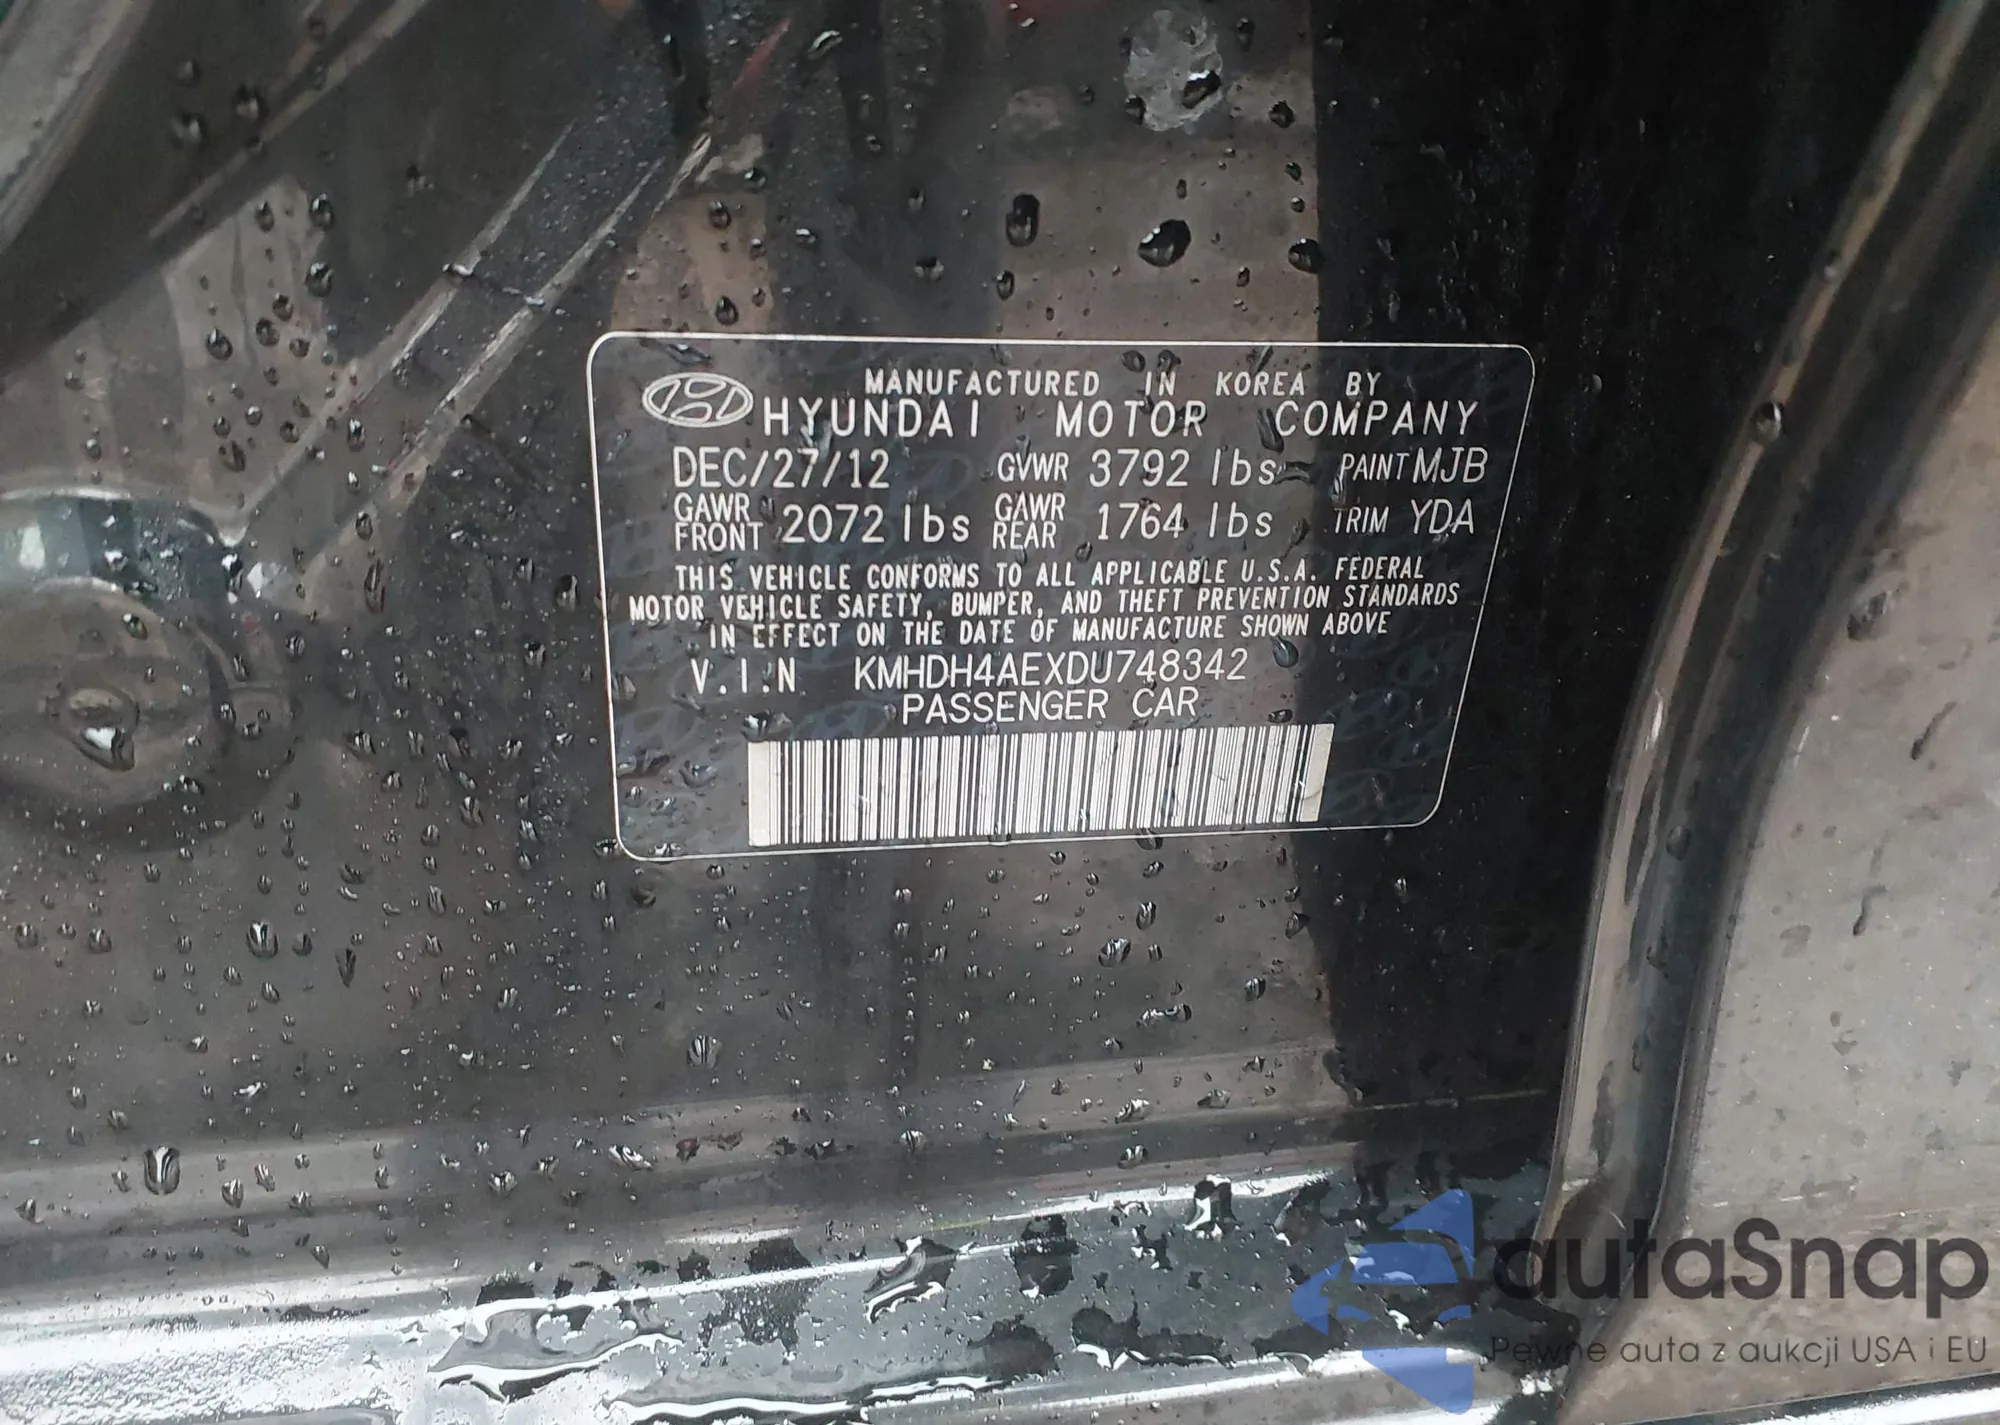 MANUFACTURED IN KOREA BY
HYUNDAI MOTOR COMPANY
DEC/27/12 GVWR 3792 lbs PAINT MJB
GAWR FRONT 2072 lbs GAWR REAR 1764 lbs TRIM YDA
THIS VEHICLE CONFORMS TO ALL APPLICABLE U.S.A. FEDERAL
MOTOR VEHICLE SAFETY, BUMPER, AND THEFT PREVENTION STANDARDS
IN EFFECT ON THE DATE OF MANUFACTURE SHOWN ABOVE
V.I.N KMHDH4AEXDU748342
PASSENGER CAR
autaSnap
Pewne auta z aukcji USA i EU